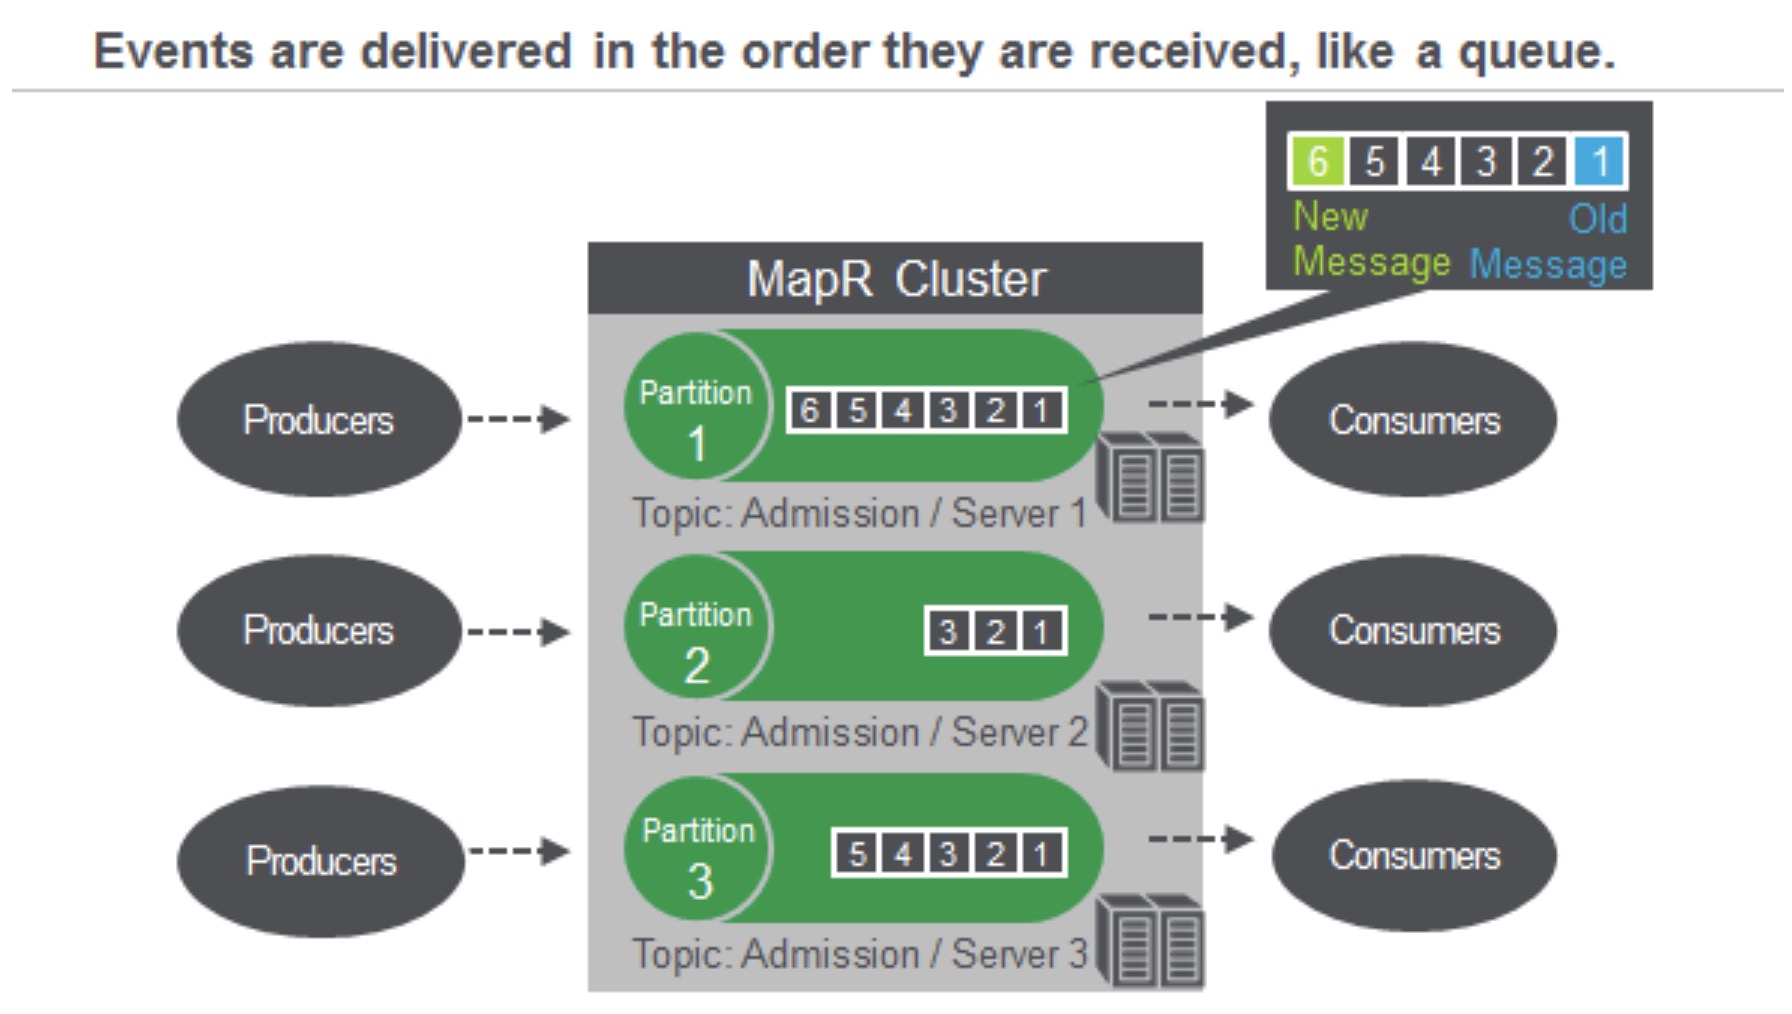 Events are delivered in the order they are received, like a queue.
6 5 4 3 2 1
New Message
Old Message
MapR Cluster
Producers
Partition
1
6 5 4 3 2 1
Consumers
Topic: Admission / Server 1
Producers
Partition
2
3 2 1
Consumers
Topic: Admission / Server 2
Producers
Partition
3
5 4 3 2 1
Consumers
Topic: Admission / Server 3